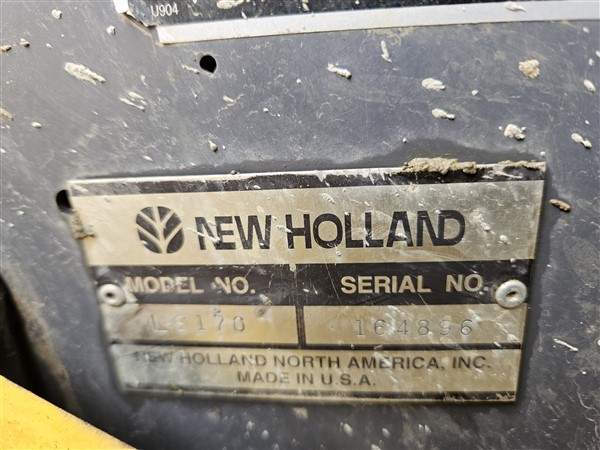 U904
NEW HOLLAND
MODEL NO. SERIAL NO.
LS170 164896
NEW HOLLAND NORTH AMERICA, INC.
MADE IN U.S.A.